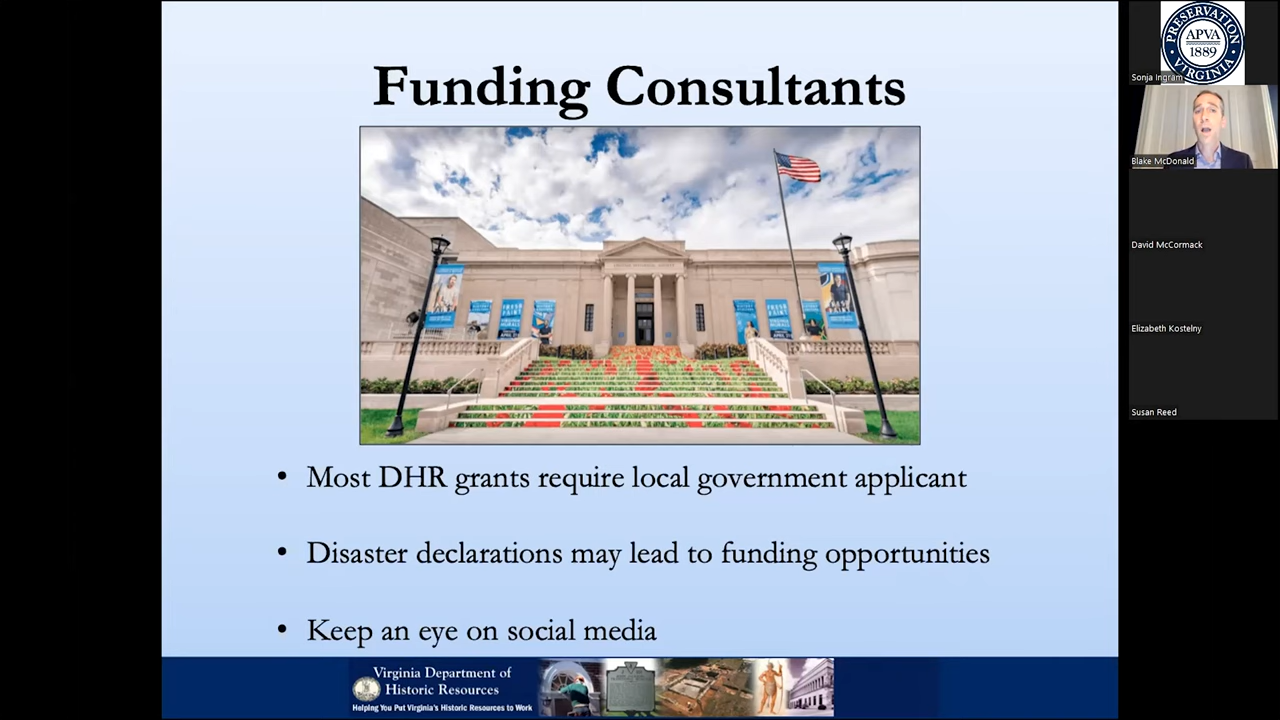 Funding Consultants
• Most DHR grants require local government applicant
• Disaster declarations may lead to funding opportunities
• Keep an eye on social media
Virginia Department of
Historic Resources
Helping You Put Virginia's Historic Resources to Work
PRESERVATION
APVA
1889
VIRGINIA
Sonja Ingram
Blake McDonald
David McCormack
Elizabeth Kostelny
Susan Reed